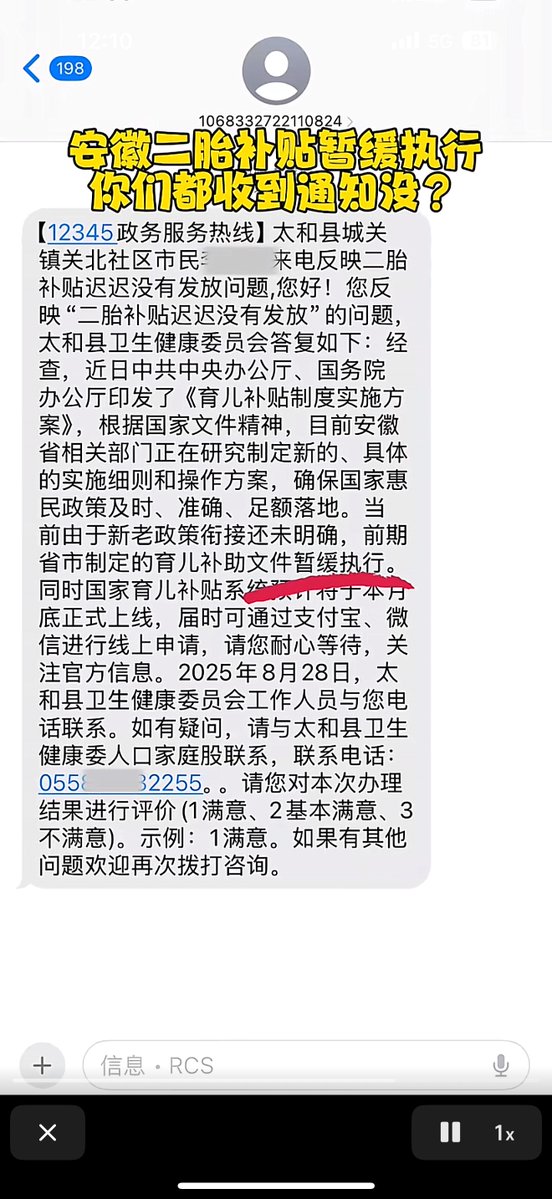 12:10
5G
81
198
1068332722110824
安徽二胎补贴暂缓执行
你们都收到通知没？
【12345政务服务热线】太和县城关
镇关北社区市民 来电反映二胎
补贴迟迟没有发放问题,您好！您反
映“二胎补贴迟迟没有发放”的问题，
太和县卫生健康委员会答复如下：经
查，近日中共中央办公厅、国务院
办公厅印发了《育儿补贴制度实施方
案》，根据国家文件精神，目前安徽
省相关部门正在研究制定新的、具体
的实施细则和操作方案，确保国家惠
民政策及时、准确、足额落地。当
前由于新老政策衔接还未明确，前期
省市制定的育儿补助文件暂缓执行。
同时国家育儿补贴系统预计将于本月
底正式上线，届时可通过支付宝、微
信进行线上申请，请您耐心等待，关
注官方信息。2025年8月28日，太
和县卫生健康委员会工作人员与您电
话联系。如有疑问，请与太和县卫生
健康委人口家庭股联系，联系电话：
055 2255。。请您对本次办理
结果进行评价(1满意、2基本满意、3
不满意)。示例：1满意。如果有其他
问题欢迎再次拨打咨询。
信息・RCS
1x